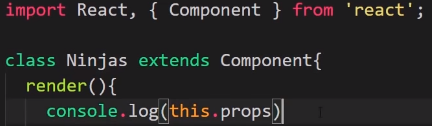 import React, { Component } from 'react';
class Ninjas extends Component{
render(){
console.log(this.props)